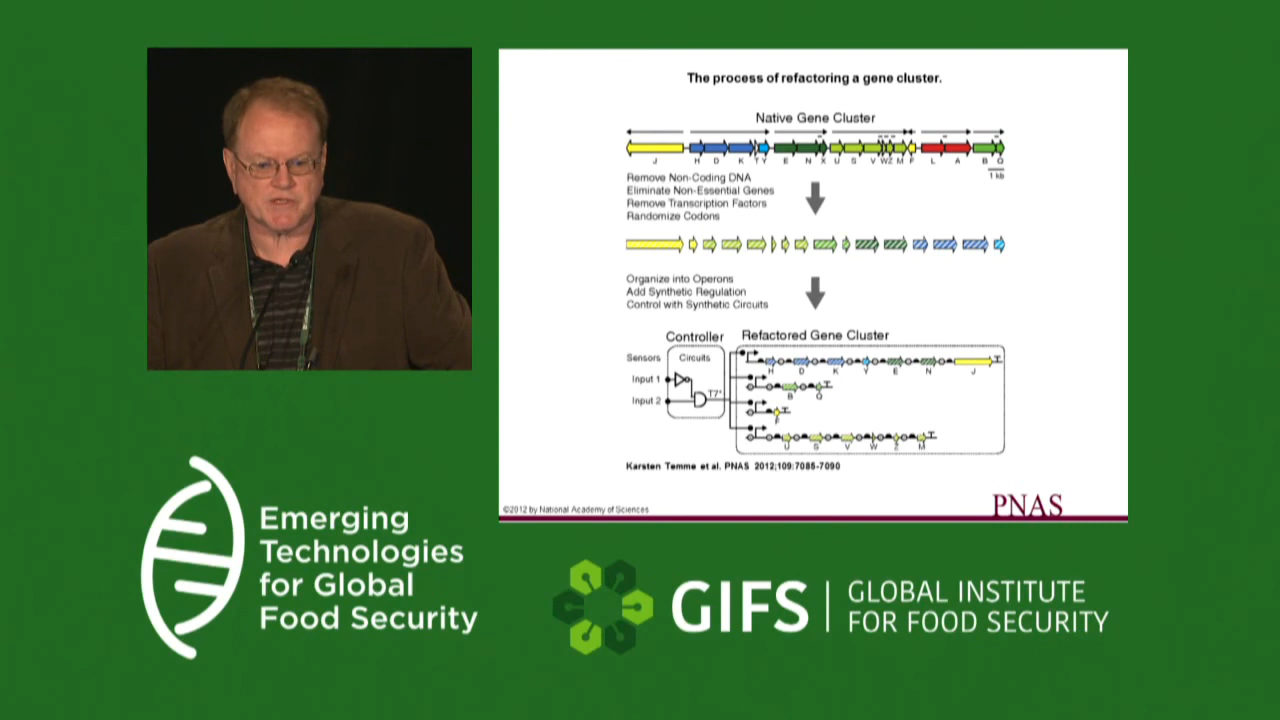 The process of refactoring a gene cluster.
Native Gene Cluster
J H D K T Y E N X U S V W Z M F L A B Q
1 kb
Remove Non-Coding DNA
Eliminate Non-Essential Genes
Remove Transcription Factors
Randomize Codons
Organize into Operons
Add Synthetic Regulation
Control with Synthetic Circuits
Controller
Refactored Gene Cluster
Sensors
Circuits
Input 1
Input 2
T7*
H D K Y E N J
B Q
F
U S V W Z M
Karsten Temme et al. PNAS 2012;109:7085-7090
©2012 by National Academy of Sciences
PNAS
Emerging
Technologies
for Global
Food Security
GIFS
GLOBAL INSTITUTE
FOR FOOD SECURITY